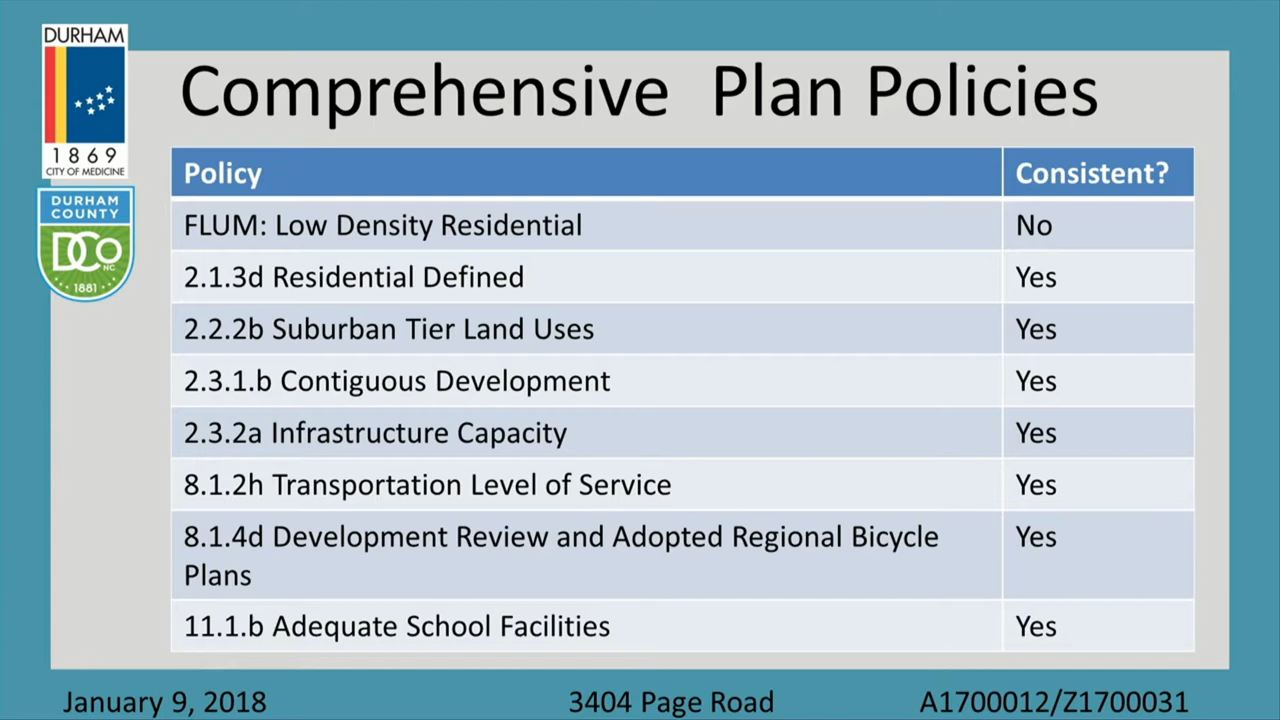 DURHAM
1869
CITY OF MEDICINE
DURHAM
COUNTY
DCo
NC
1881
Comprehensive Plan Policies
Policy Consistent?
FLUM: Low Density Residential No
2.1.3d Residential Defined Yes
2.2.2b Suburban Tier Land Uses Yes
2.3.1.b Contiguous Development Yes
2.3.2a Infrastructure Capacity Yes
8.1.2h Transportation Level of Service Yes
8.1.4d Development Review and Adopted Regional Bicycle Yes
Plans
11.1.b Adequate School Facilities Yes
January 9, 2018 3404 Page Road A1700012/Z1700031